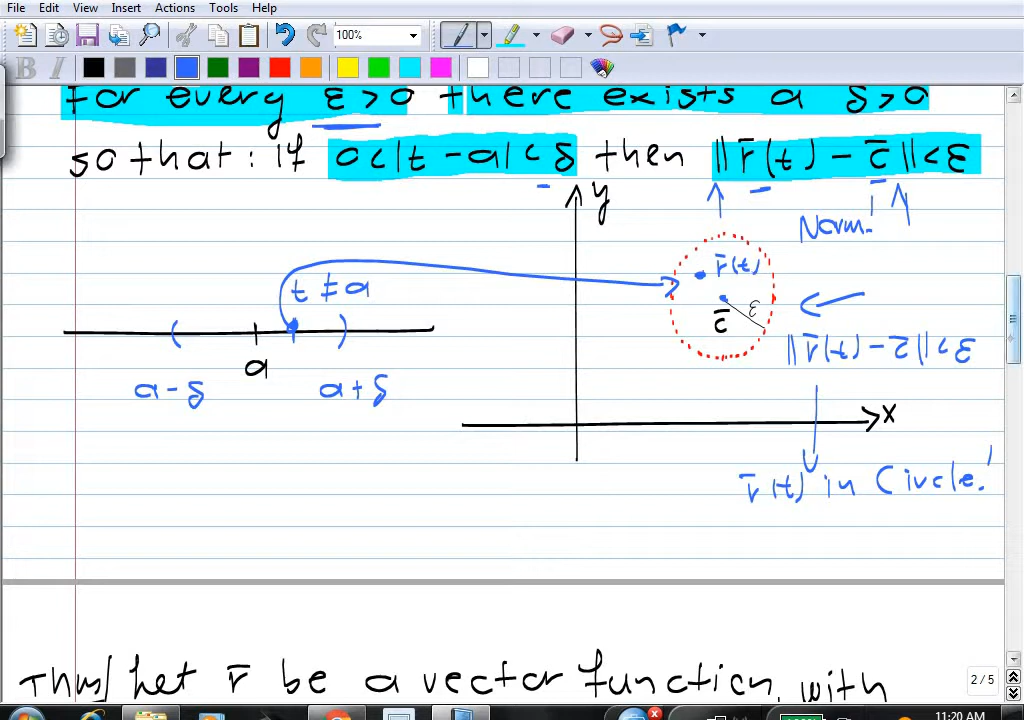 File Edit View Insert Actions Tools Help
100%
B I U
for every ε>0 there exists a δ>0
so that: if 0<|t-a|<δ then ||r̄(t) - c̄||<ε
y
Norm!
r̄(t)
t ≠ a
ε
c̄
||r̄(t) - c̄||<ε
a
a-δ a+δ
x
r̄(t) in Circle!
Thm/ Let r̄ be a vector function, with
2 / 5
100%
11:20 AM